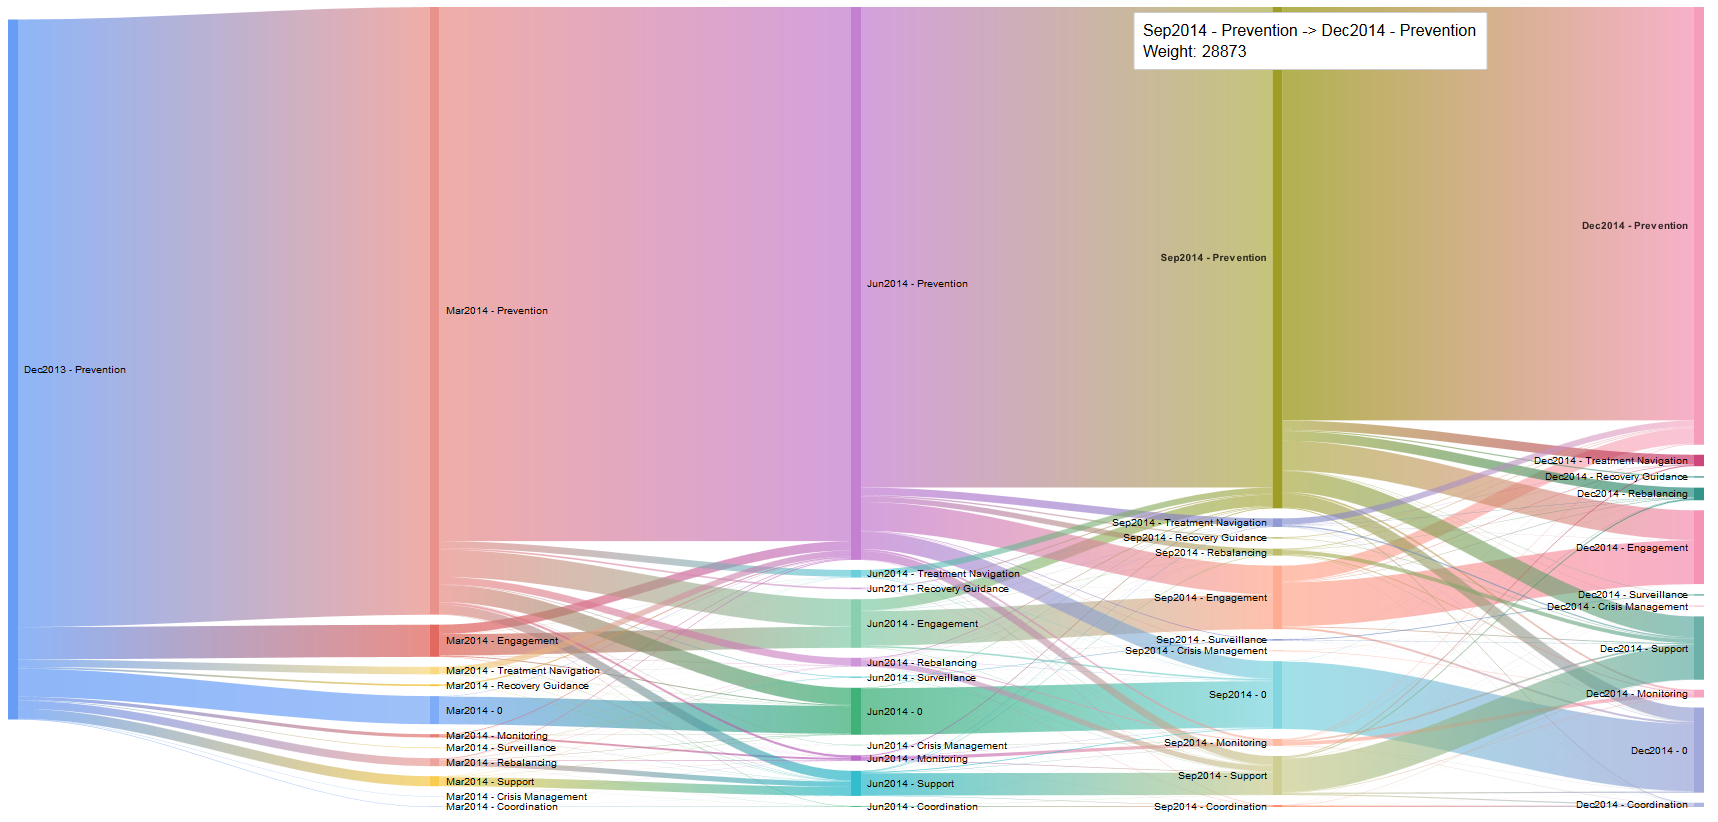 Sep2014 - Prevention -> Dec2014 - Prevention
Weight: 28873
Dec2013 - Prevention
Mar2014 - Prevention
Mar2014 - Engagement
Mar2014 - Treatment Navigation
Mar2014 - Recovery Guidance
Mar2014 - 0
Mar2014 - Monitoring
Mar2014 - Surveillance
Mar2014 - Rebalancing
Mar2014 - Support
Mar2014 - Crisis Management
Mar2014 - Coordination
Jun2014 - Prevention
Jun2014 - Treatment Navigation
Jun2014 - Recovery Guidance
Jun2014 - Engagement
Jun2014 - Rebalancing
Jun2014 - Surveillance
Jun2014 - 0
Jun2014 - Crisis Management
Jun2014 - Monitoring
Jun2014 - Support
Jun2014 - Coordination
Sep2014 - Prevention
Sep2014 - Treatment Navigation
Sep2014 - Recovery Guidance
Sep2014 - Rebalancing
Sep2014 - Engagement
Sep2014 - Surveillance
Sep2014 - Crisis Management
Sep2014 - 0
Sep2014 - Monitoring
Sep2014 - Support
Sep2014 - Coordination
Dec2014 - Prevention
Dec2014 - Treatment Navigation
Dec2014 - Recovery Guidance
Dec2014 - Rebalancing
Dec2014 - Engagement
Dec2014 - Surveillance
Dec2014 - Crisis Management
Dec2014 - Support
Dec2014 - Monitoring
Dec2014 - 0
Dec2014 - Coordination